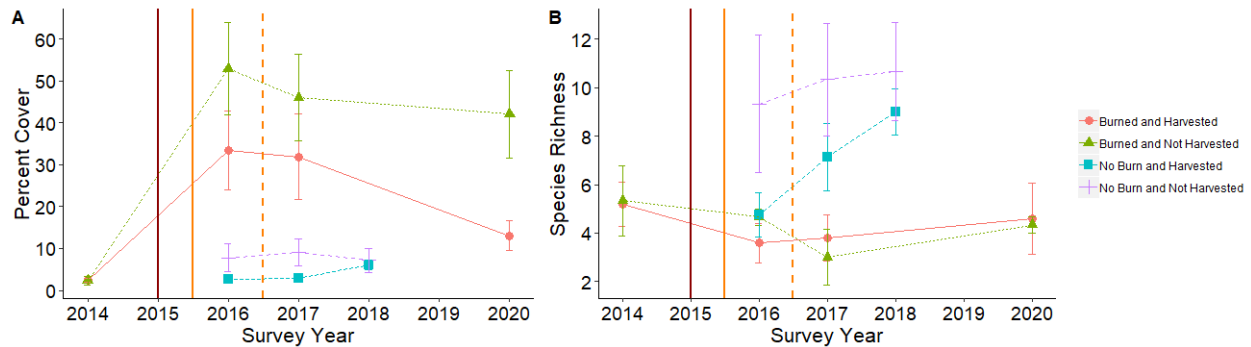 A
Percent Cover
60
50
40
30
20
10
0
2014 2015 2016 2017 2018 2019 2020
Survey Year
B
Species Richness
12
10
8
6
4
2
2014 2015 2016 2017 2018 2019 2020
Survey Year
Burned and Harvested
Burned and Not Harvested
No Burn and Harvested
No Burn and Not Harvested